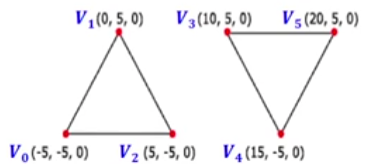 V₁(0, 5, 0) V₃(10, 5, 0) V₅(20, 5, 0)
V₀(-5, -5, 0) V₂(5, -5, 0) V₄(15, -5, 0)